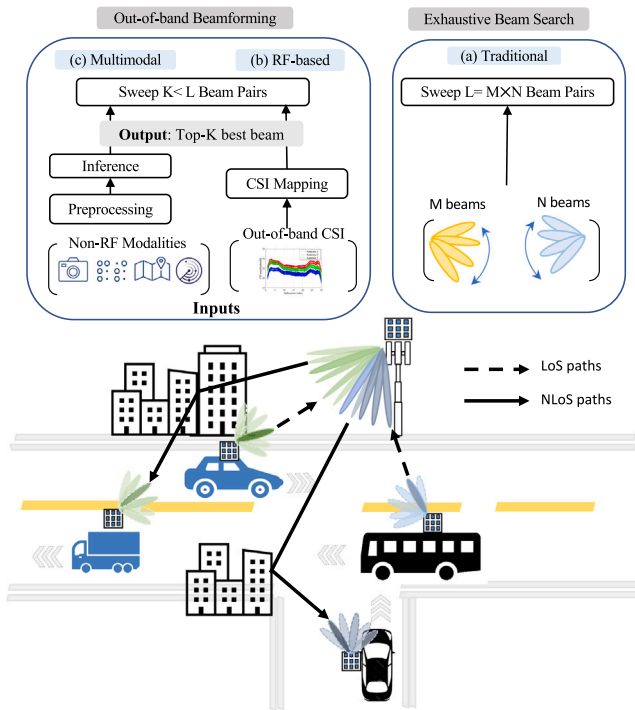 Out-of-band Beamforming
Exhaustive Beam Search
(c) Multimodal
(b) RF-based
(a) Traditional
Sweep K< L Beam Pairs
Sweep L= M×N Beam Pairs
Output: Top-K best beam
Inference
CSI Mapping
Preprocessing
M beams
N beams
Non-RF Modalities
Out-of-band CSI
Inputs
LoS paths
NLoS paths